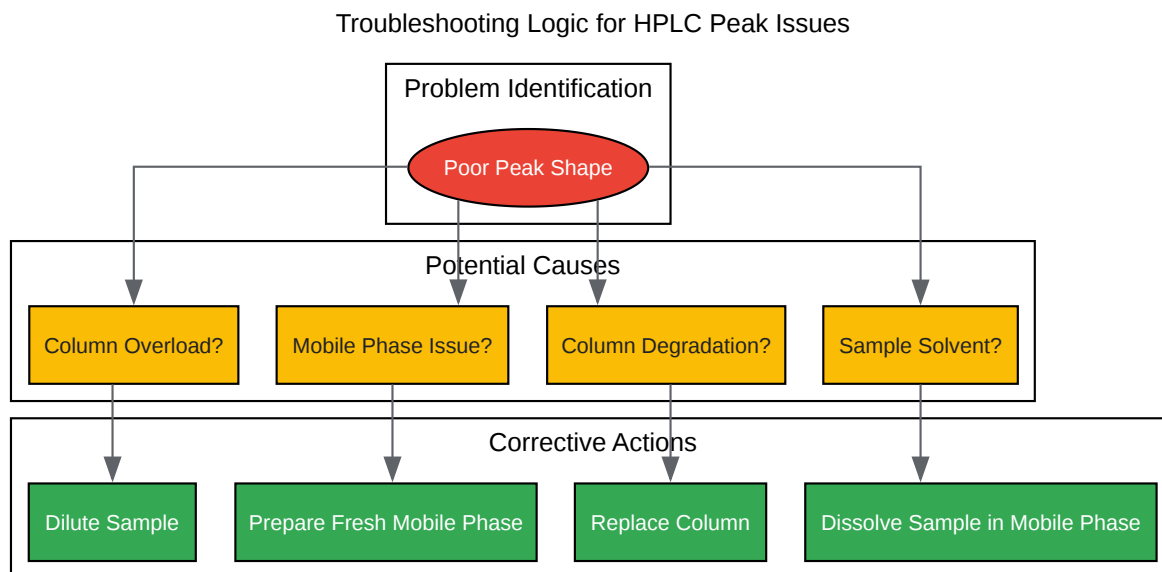 Troubleshooting Logic for HPLC Peak Issues
Problem Identification
Poor Peak Shape
Potential Causes
Column Overload?
Mobile Phase Issue?
Column Degradation?
Sample Solvent?
Corrective Actions
Dilute Sample
Prepare Fresh Mobile Phase
Replace Column
Dissolve Sample in Mobile Phase